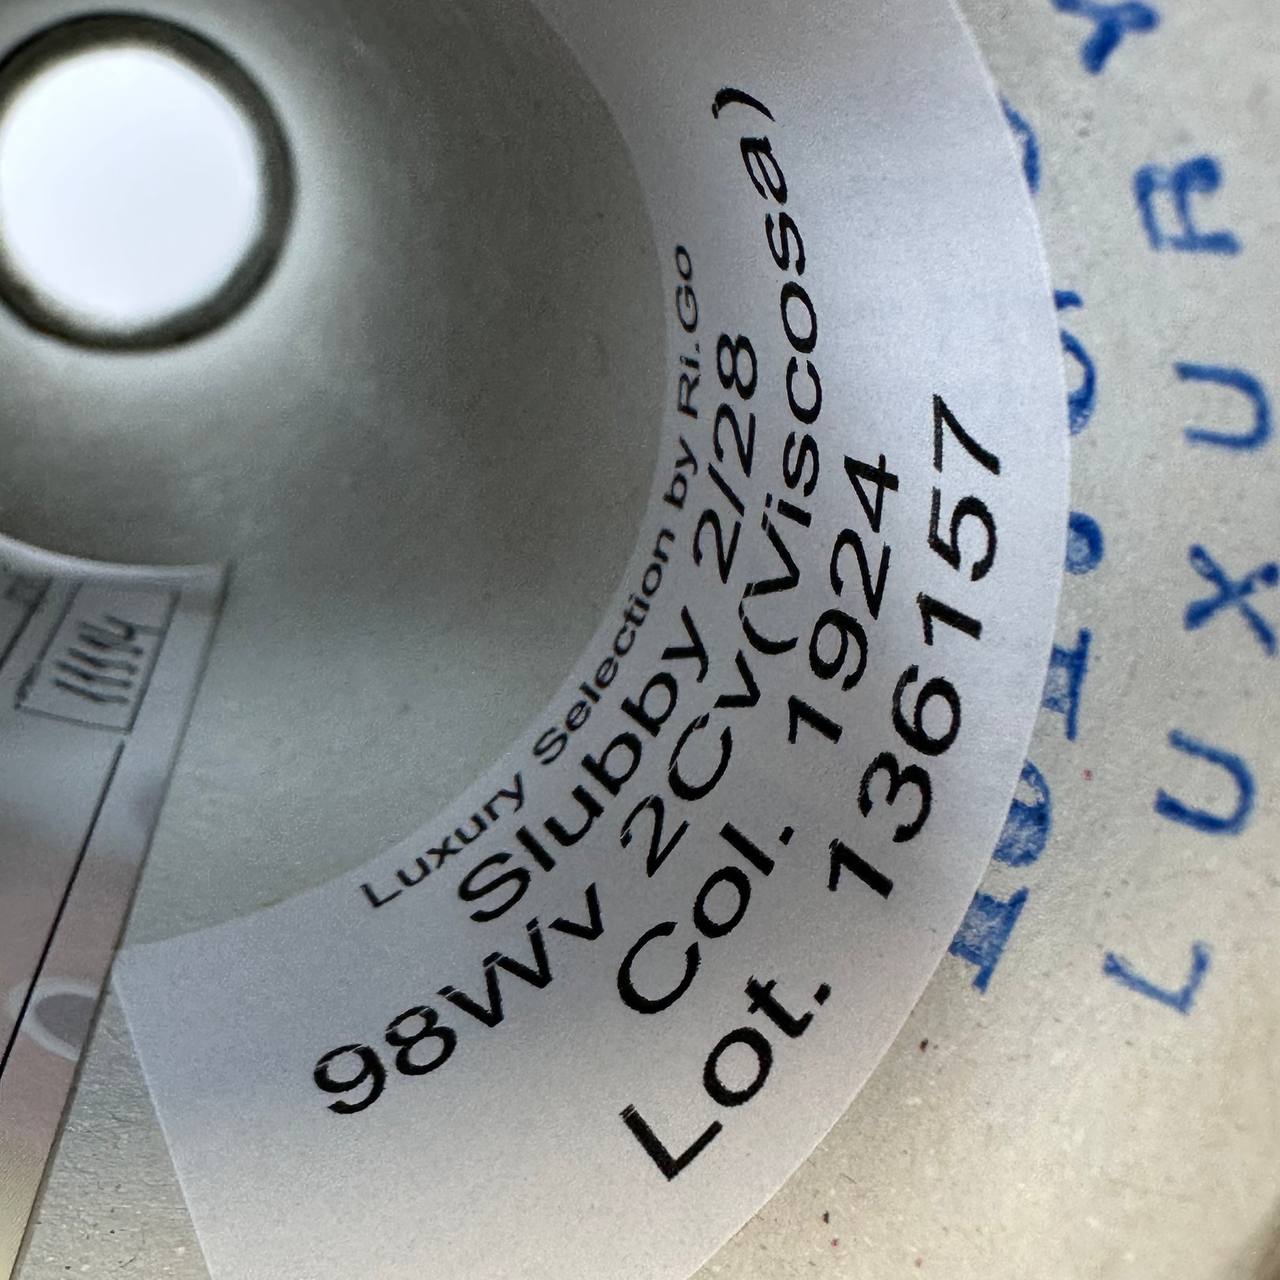 Luxury Selection by Ri.Go
Slubby 2/28
98Wv 2Cv(Viscosa)
Col. 1924
Lot. 136157
LUXURY